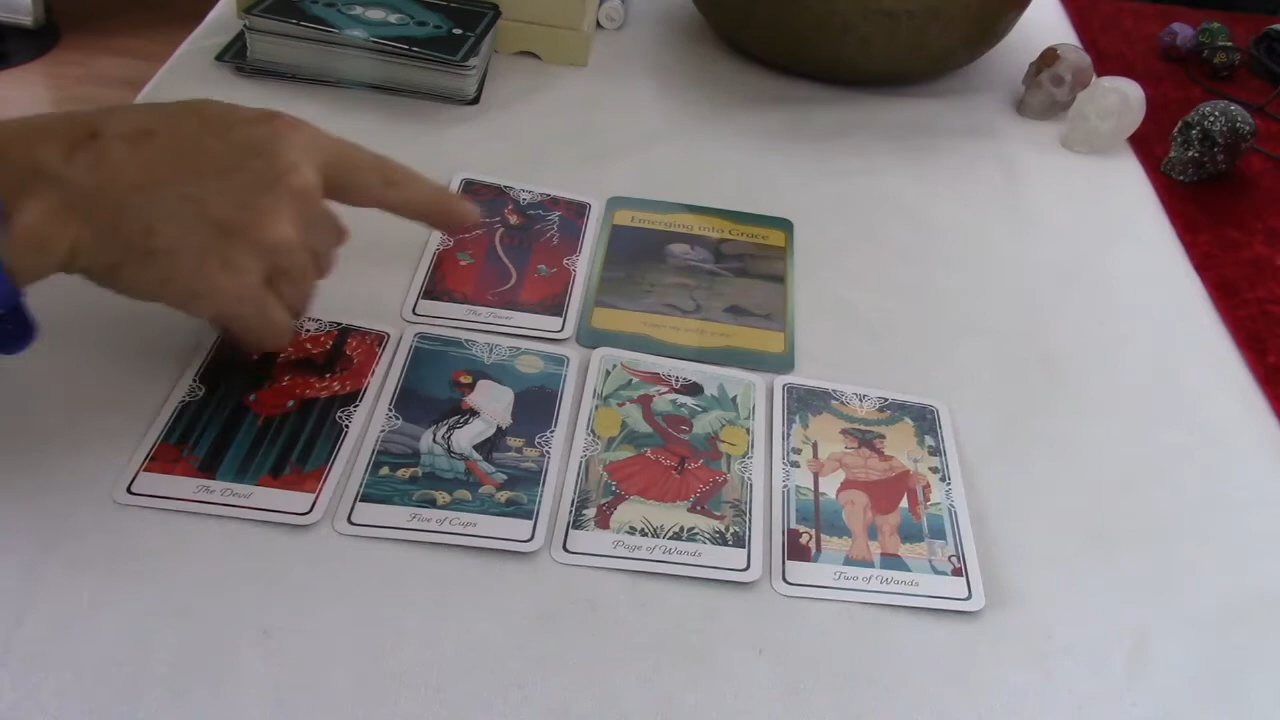 The Tower
Emerging into Grace
The Devil
Five of Cups
Page of Wands
Two of Wands